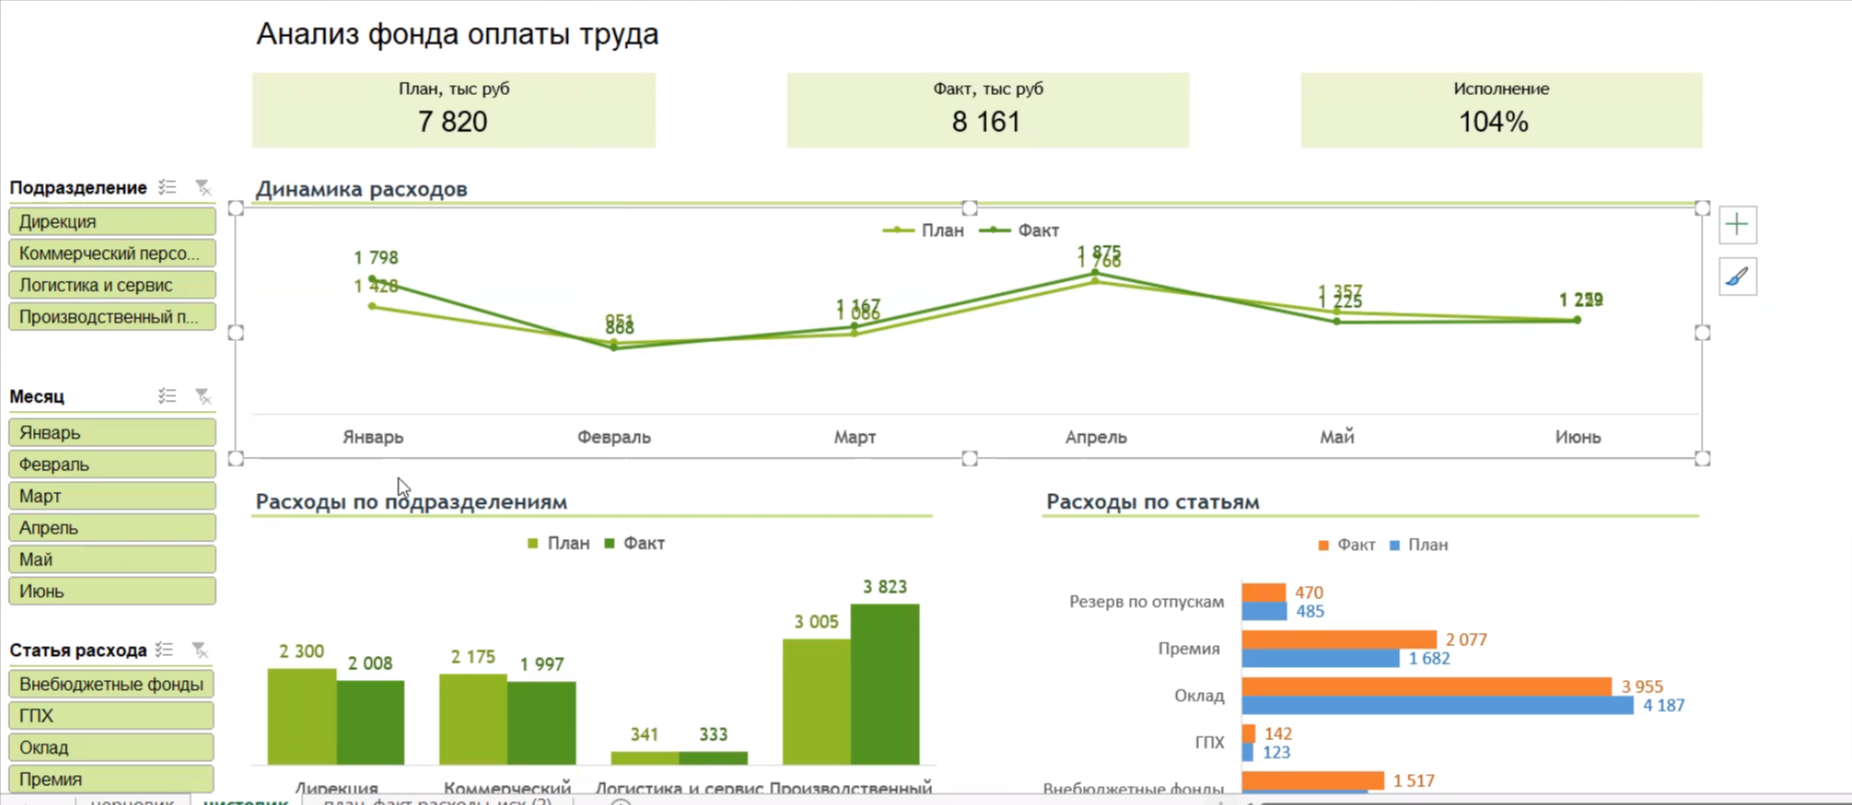 Анализ фонда оплаты труда
План, тыс руб
7 820
Факт, тыс руб
8 161
Исполнение
104%
Подразделение
Дирекция
Коммерческий персо...
Логистика и сервис
Производственный п...
Месяц
Январь
Февраль
Март
Апрель
Май
Июнь
Статья расхода
Внебюджетные фонды
ГПХ
Оклад
Премия
Динамика расходов
План Факт
1 798
1 428
951
868
1 167
1 086
1 875
1 766
1 357
1 225
Январь Февраль Март Апрель Май Июнь
Расходы по подразделениям
План Факт
2 300 2 008 2 175 1 997 341 333 3 005 3 823
Дирекция Коммерческий Логистика и сервис Производственный
Расходы по статьям
Факт План
Резерв по отпускам 470
485
Премия 2 077
1 682
Оклад 3 955
4 187
ГПХ 142
123
Внебюджетные фонды 1 517
черновик чистовик план-факт расходы исх (2)